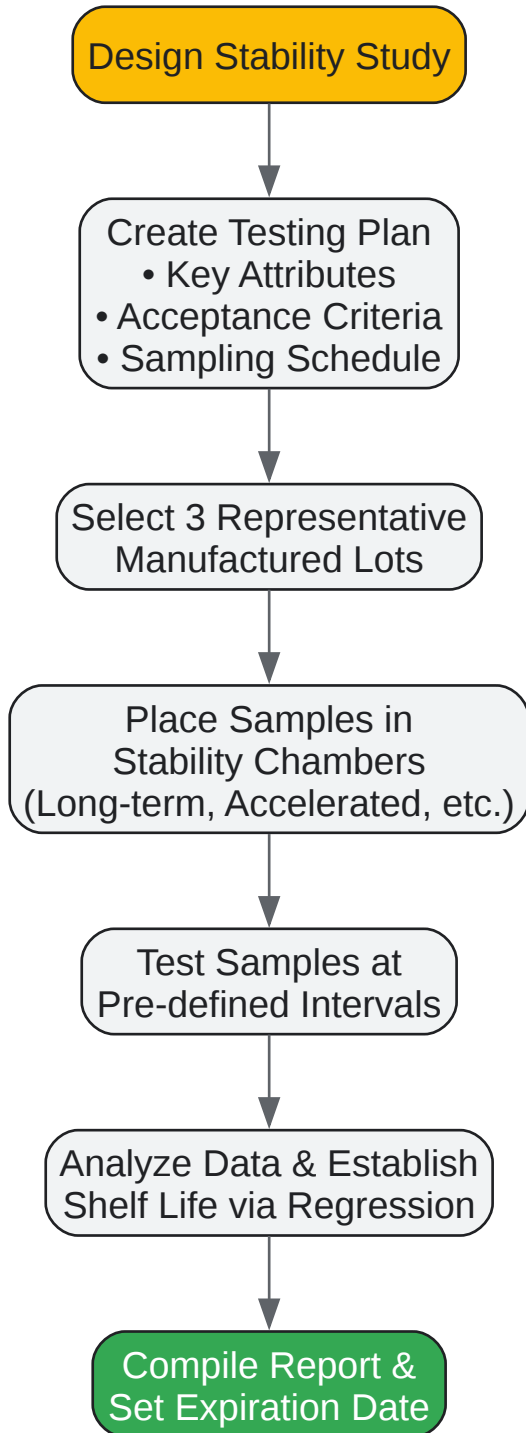 Design Stability Study
Create Testing Plan
• Key Attributes
• Acceptance Criteria
• Sampling Schedule
Select 3 Representative
Manufactured Lots
Place Samples in
Stability Chambers
(Long-term, Accelerated, etc.)
Test Samples at
Pre-defined Intervals
Analyze Data & Establish
Shelf Life via Regression
Compile Report &
Set Expiration Date